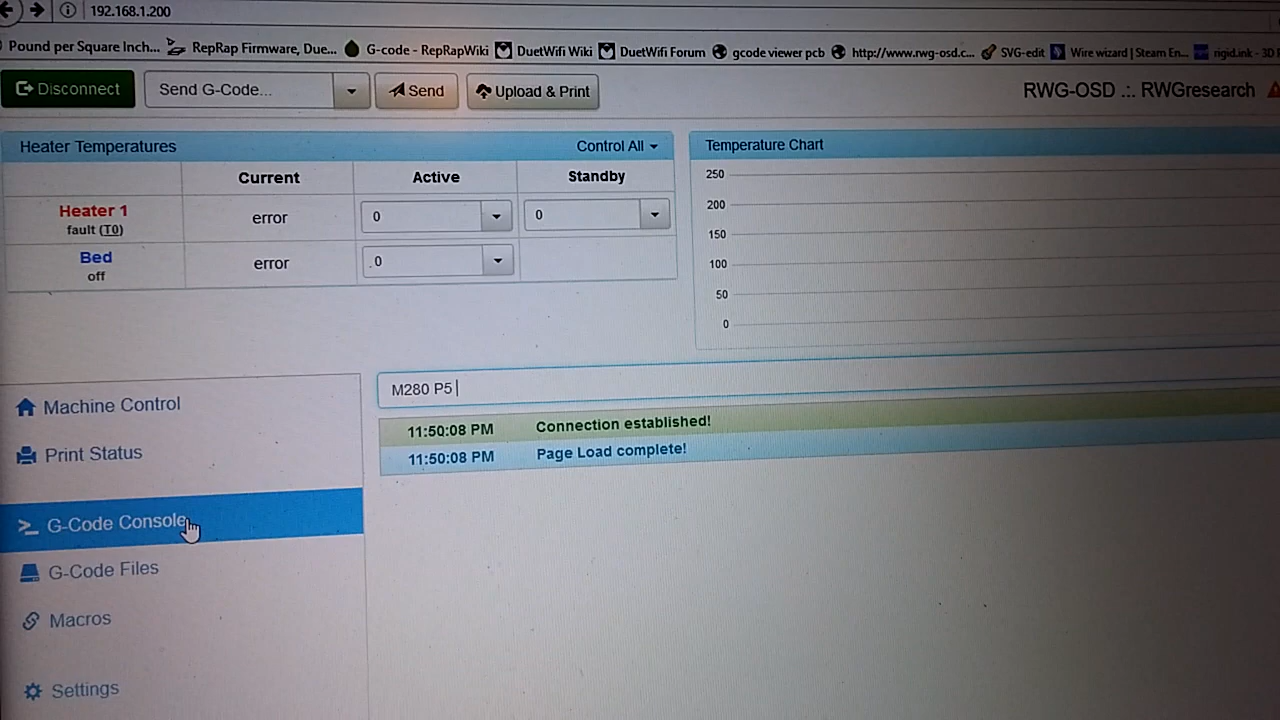 192.168.1.200
Pound per Square Inch... RepRap Firmware, Due... G-code - RepRapWiki DuetWifi Wiki DuetWifi Forum gcode viewer pcb http://www.rwg-osd.c... SVG-edit Wire wizard | Steam En... rigid.ink - 3D
Disconnect Send G-Code... Send Upload & Print RWG-OSD .:. RWGresearch
Heater Temperatures Control All Temperature Chart
Current Active Standby
Heater 1 error 0 0
fault (T0)
Bed error 0
off
250
200
150
100
50
0
M280 P5
11:50:08 PM Connection established!
11:50:08 PM Page Load complete!
Machine Control
Print Status
G-Code Console
G-Code Files
Macros
Settings